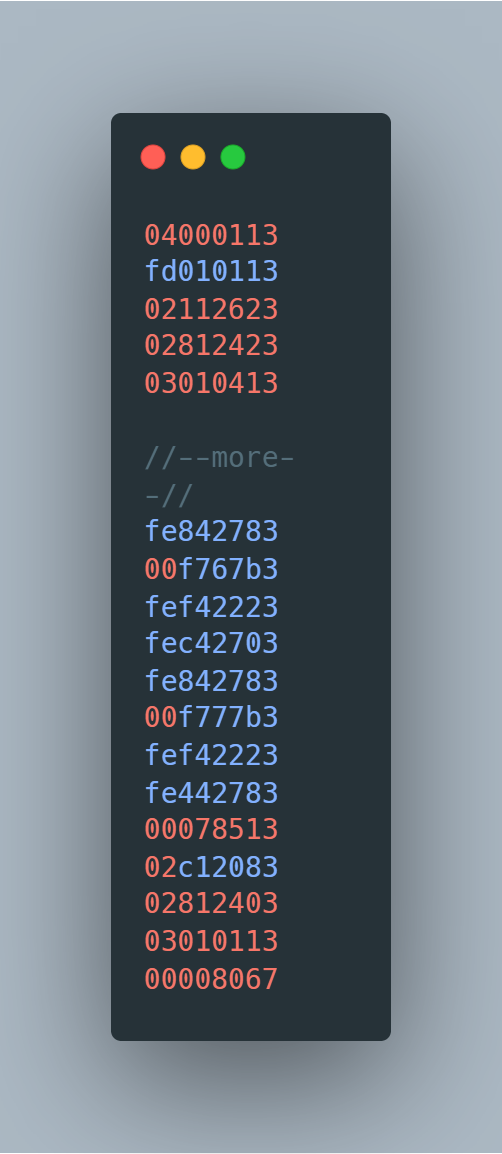 04000113
fd010113
02112623
02812423
03010413
//--more-
-//
fe842783
00f767b3
fef42223
fec42703
fe842783
00f777b3
fef42223
fe442783
00078513
02c12083
02812403
03010113
00008067